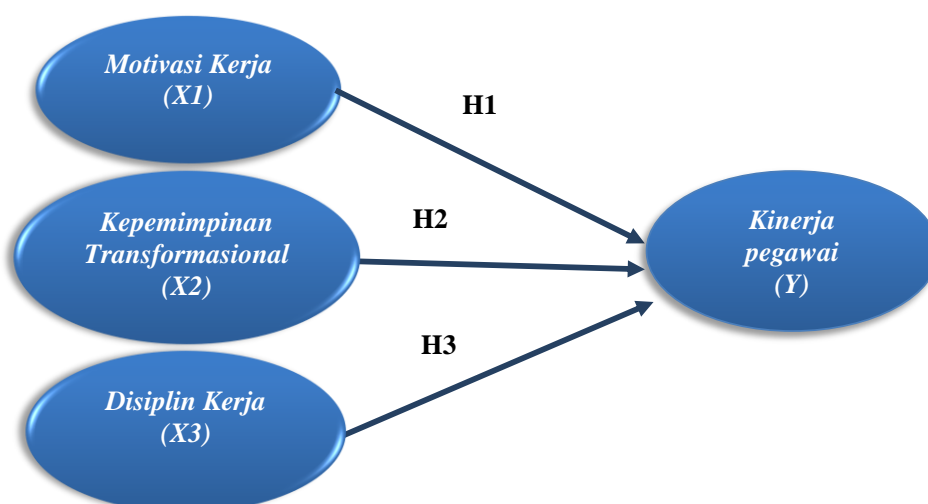 Motivasi Kerja
(X1)
H1
Kepemimpinan
Transformasional
(X2)
H2
Kinerja
pegawai
(Y)
H3
Disiplin Kerja
(X3)